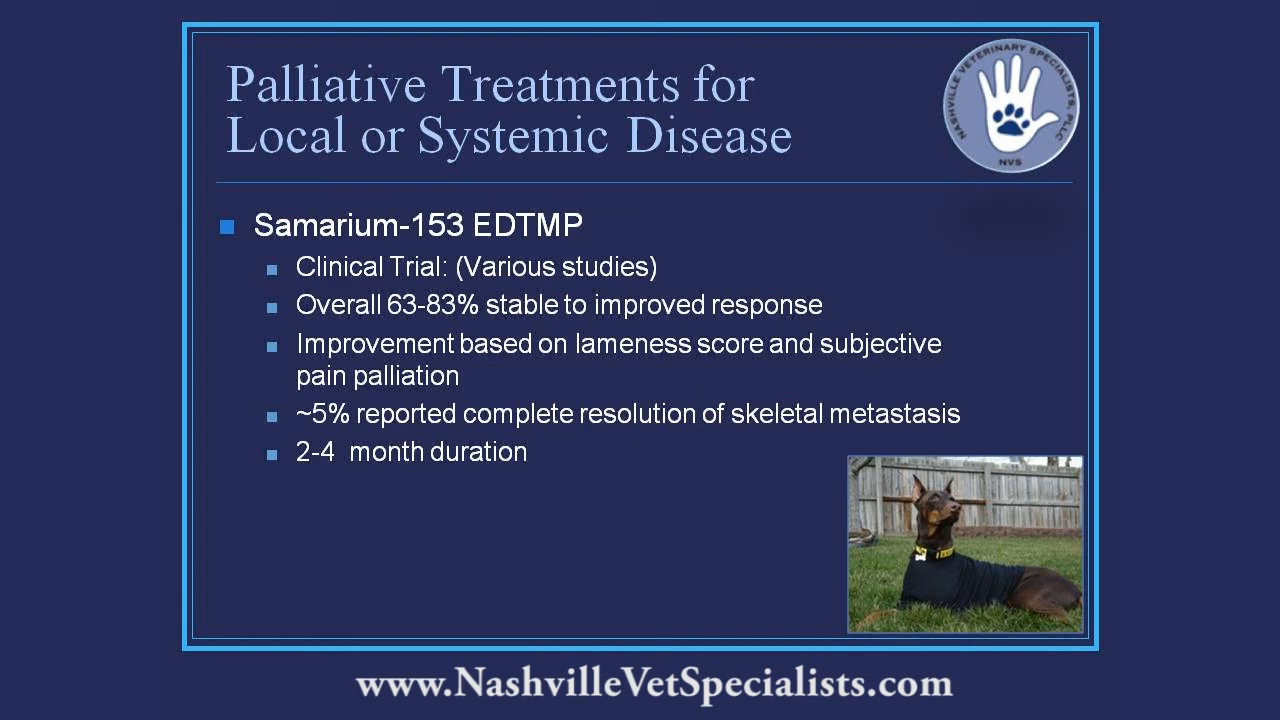 Palliative Treatments for
Local or Systemic Disease
NASHVILLE VETERINARY SPECIALISTS, PLLC
NVS
Samarium-153 EDTMP
Clinical Trial: (Various studies)
Overall 63-83% stable to improved response
Improvement based on lameness score and subjective
pain palliation
~5% reported complete resolution of skeletal metastasis
2-4 month duration
www.NashvilleVetSpecialists.com